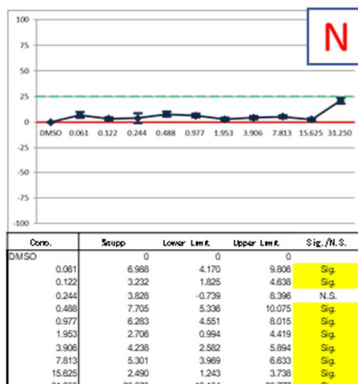 N
100
75
50
25
0
DMSO 0.061 0.122 0.244 0.488 0.977 1.953 3.906 7.813 15.625 31.250
-25
-50
-75
-100
Conc. %supp Lower Limit Upper Limit Sig./N.S.
DMSO 0 0 0
0.061 6.988 4.170 9.806 Sig.
0.122 3.232 1.825 4.638 Sig.
0.244 3.828 -0.739 8.396 N.S.
0.488 7.705 5.336 10.075 Sig.
0.977 6.283 4.551 8.015 Sig.
1.953 2.706 0.994 4.419 Sig.
3.906 4.238 2.582 5.894 Sig.
7.813 5.301 3.969 6.633 Sig.
15.625 2.490 1.243 3.738 Sig.